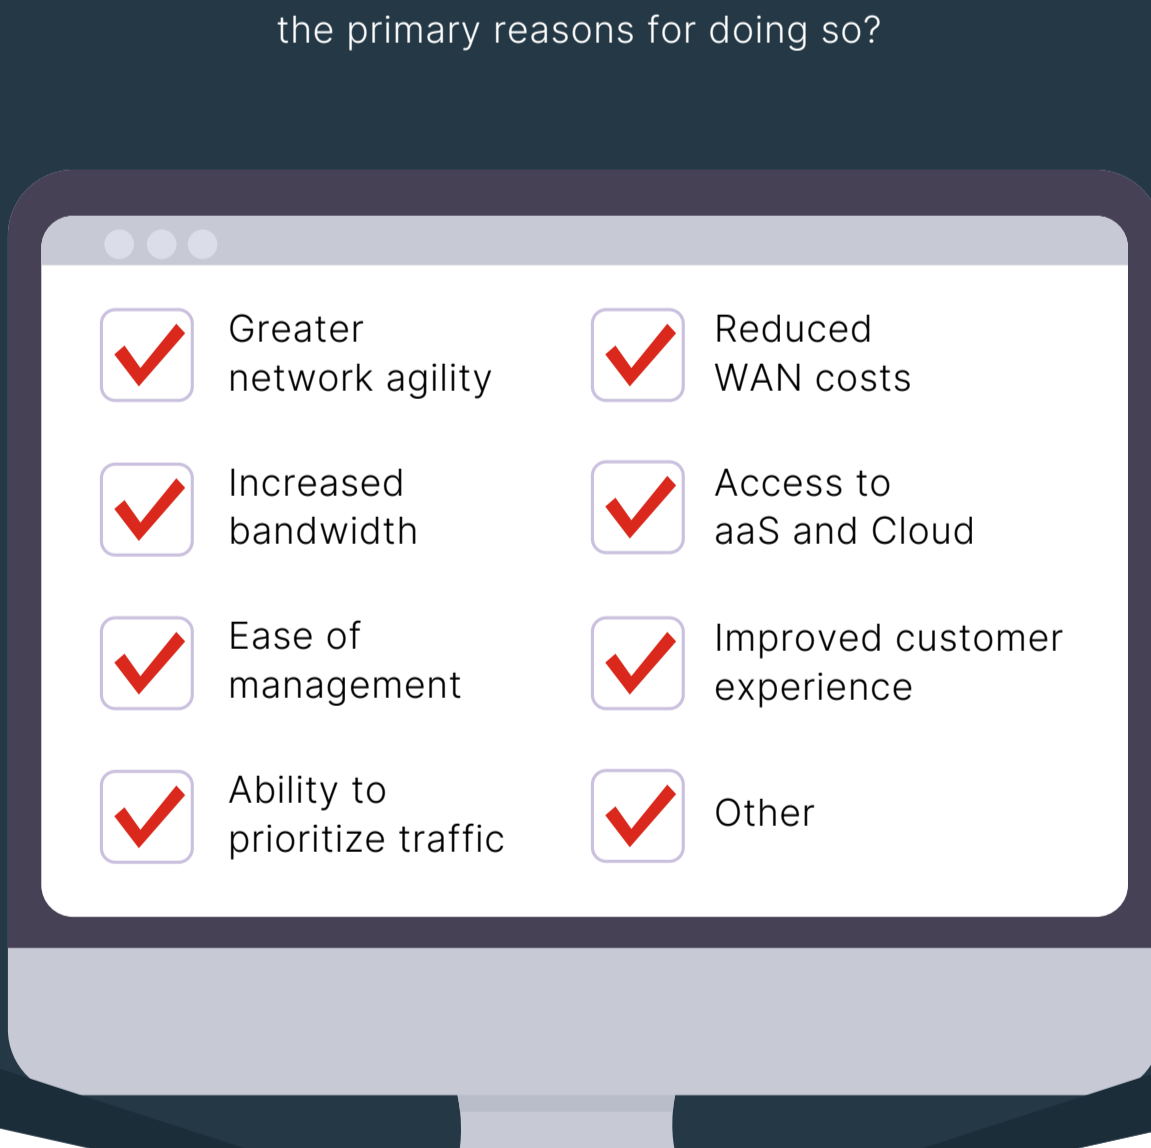 the primary reasons for doing so?
Greater
network agility
Increased
bandwidth
Ease of
management
Ability to
prioritize traffic
Reduced
WAN costs
Access to
aaS and Cloud
Improved customer
experience
Other